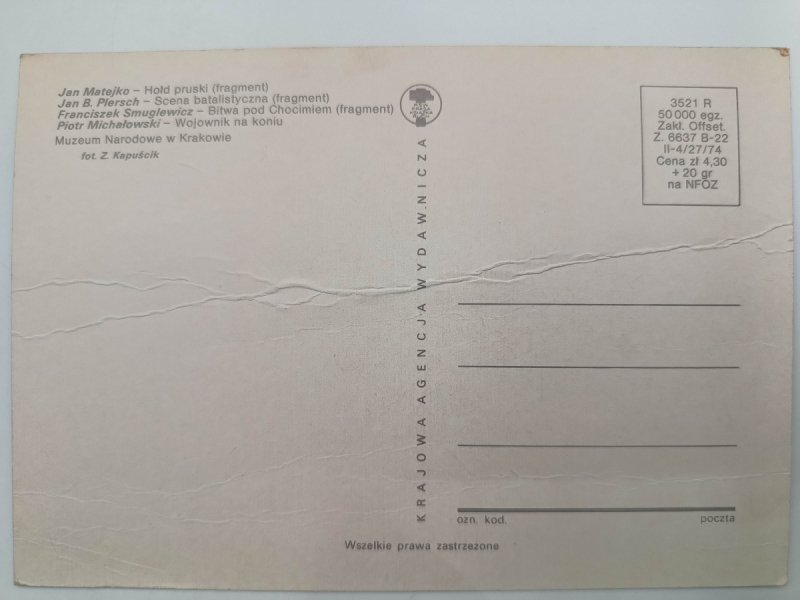 Jan Matejko – Hołd pruski (fragment)
Jan B. Plersch – Scena batalistyczna (fragment)
Franciszek Smuglewicz – Bitwa pod Chocimiem (fragment)
Piotr Michałowski – Wojownik na koniu
Muzeum Narodowe w Krakowie
fot. Z. Kapuścik
3521 R
50 000 egz.
Zakł. Offset.
Z. 6637 B-22
II-4/27/74
Cena zł 4,30
+ 20 gr
na NFOZ
KRAJOWA AGENCJA WYDAWNICZA
ozn. kod.
poczta
Wszelkie prawa zastrzeżone